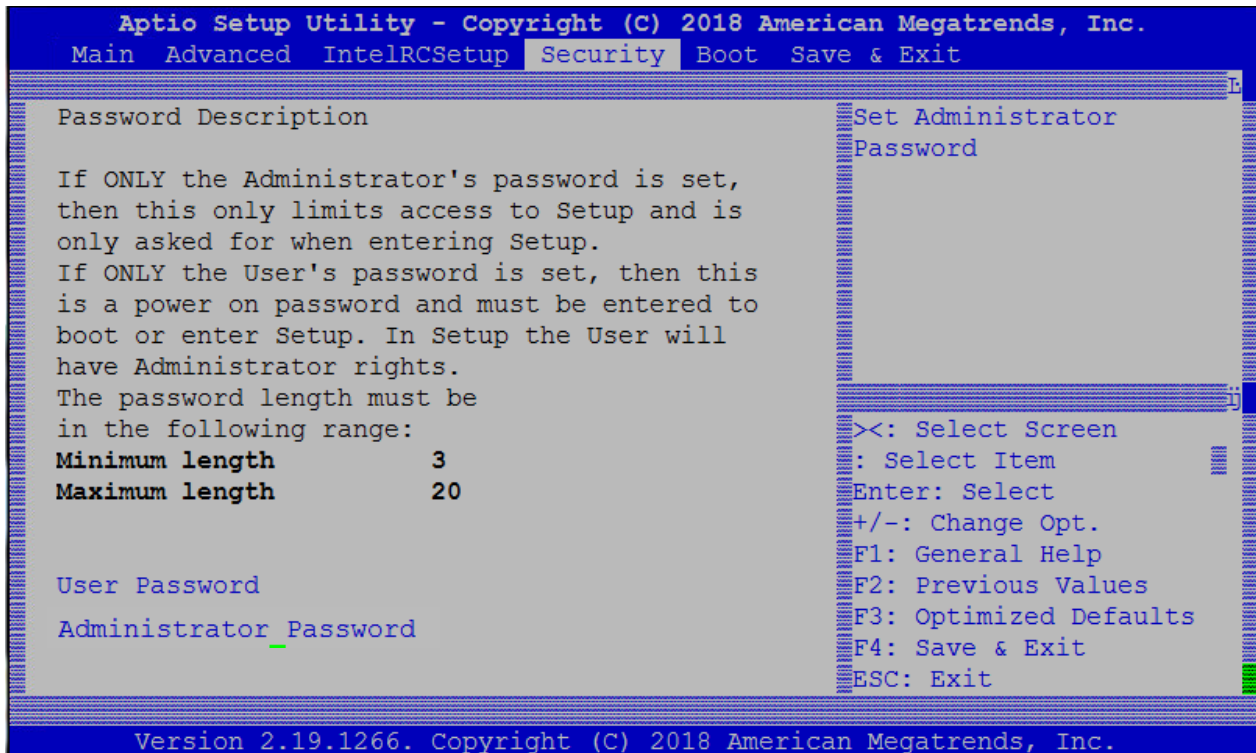 Aptio Setup Utility - Copyright (C) 2018 American Megatrends, Inc.
Main Advanced IntelRCSetup Security Boot Save & Exit
Password Description
If ONLY the Administrator's password is set,
then this only limits access to Setup and is
only asked for when entering Setup.
If ONLY the User's password is set, then this
is a power on password and must be entered to
boot or enter Setup. In Setup the User will
have Administrator rights.
The password length must be
in the following range:
Minimum length 3
Maximum length 20
User Password
Administrator Password
Set Administrator
Password
><: Select Screen
: Select Item
Enter: Select
+/-: Change Opt.
F1: General Help
F2: Previous Values
F3: Optimized Defaults
F4: Save & Exit
ESC: Exit
Version 2.19.1266. Copyright (C) 2018 American Megatrends, Inc.